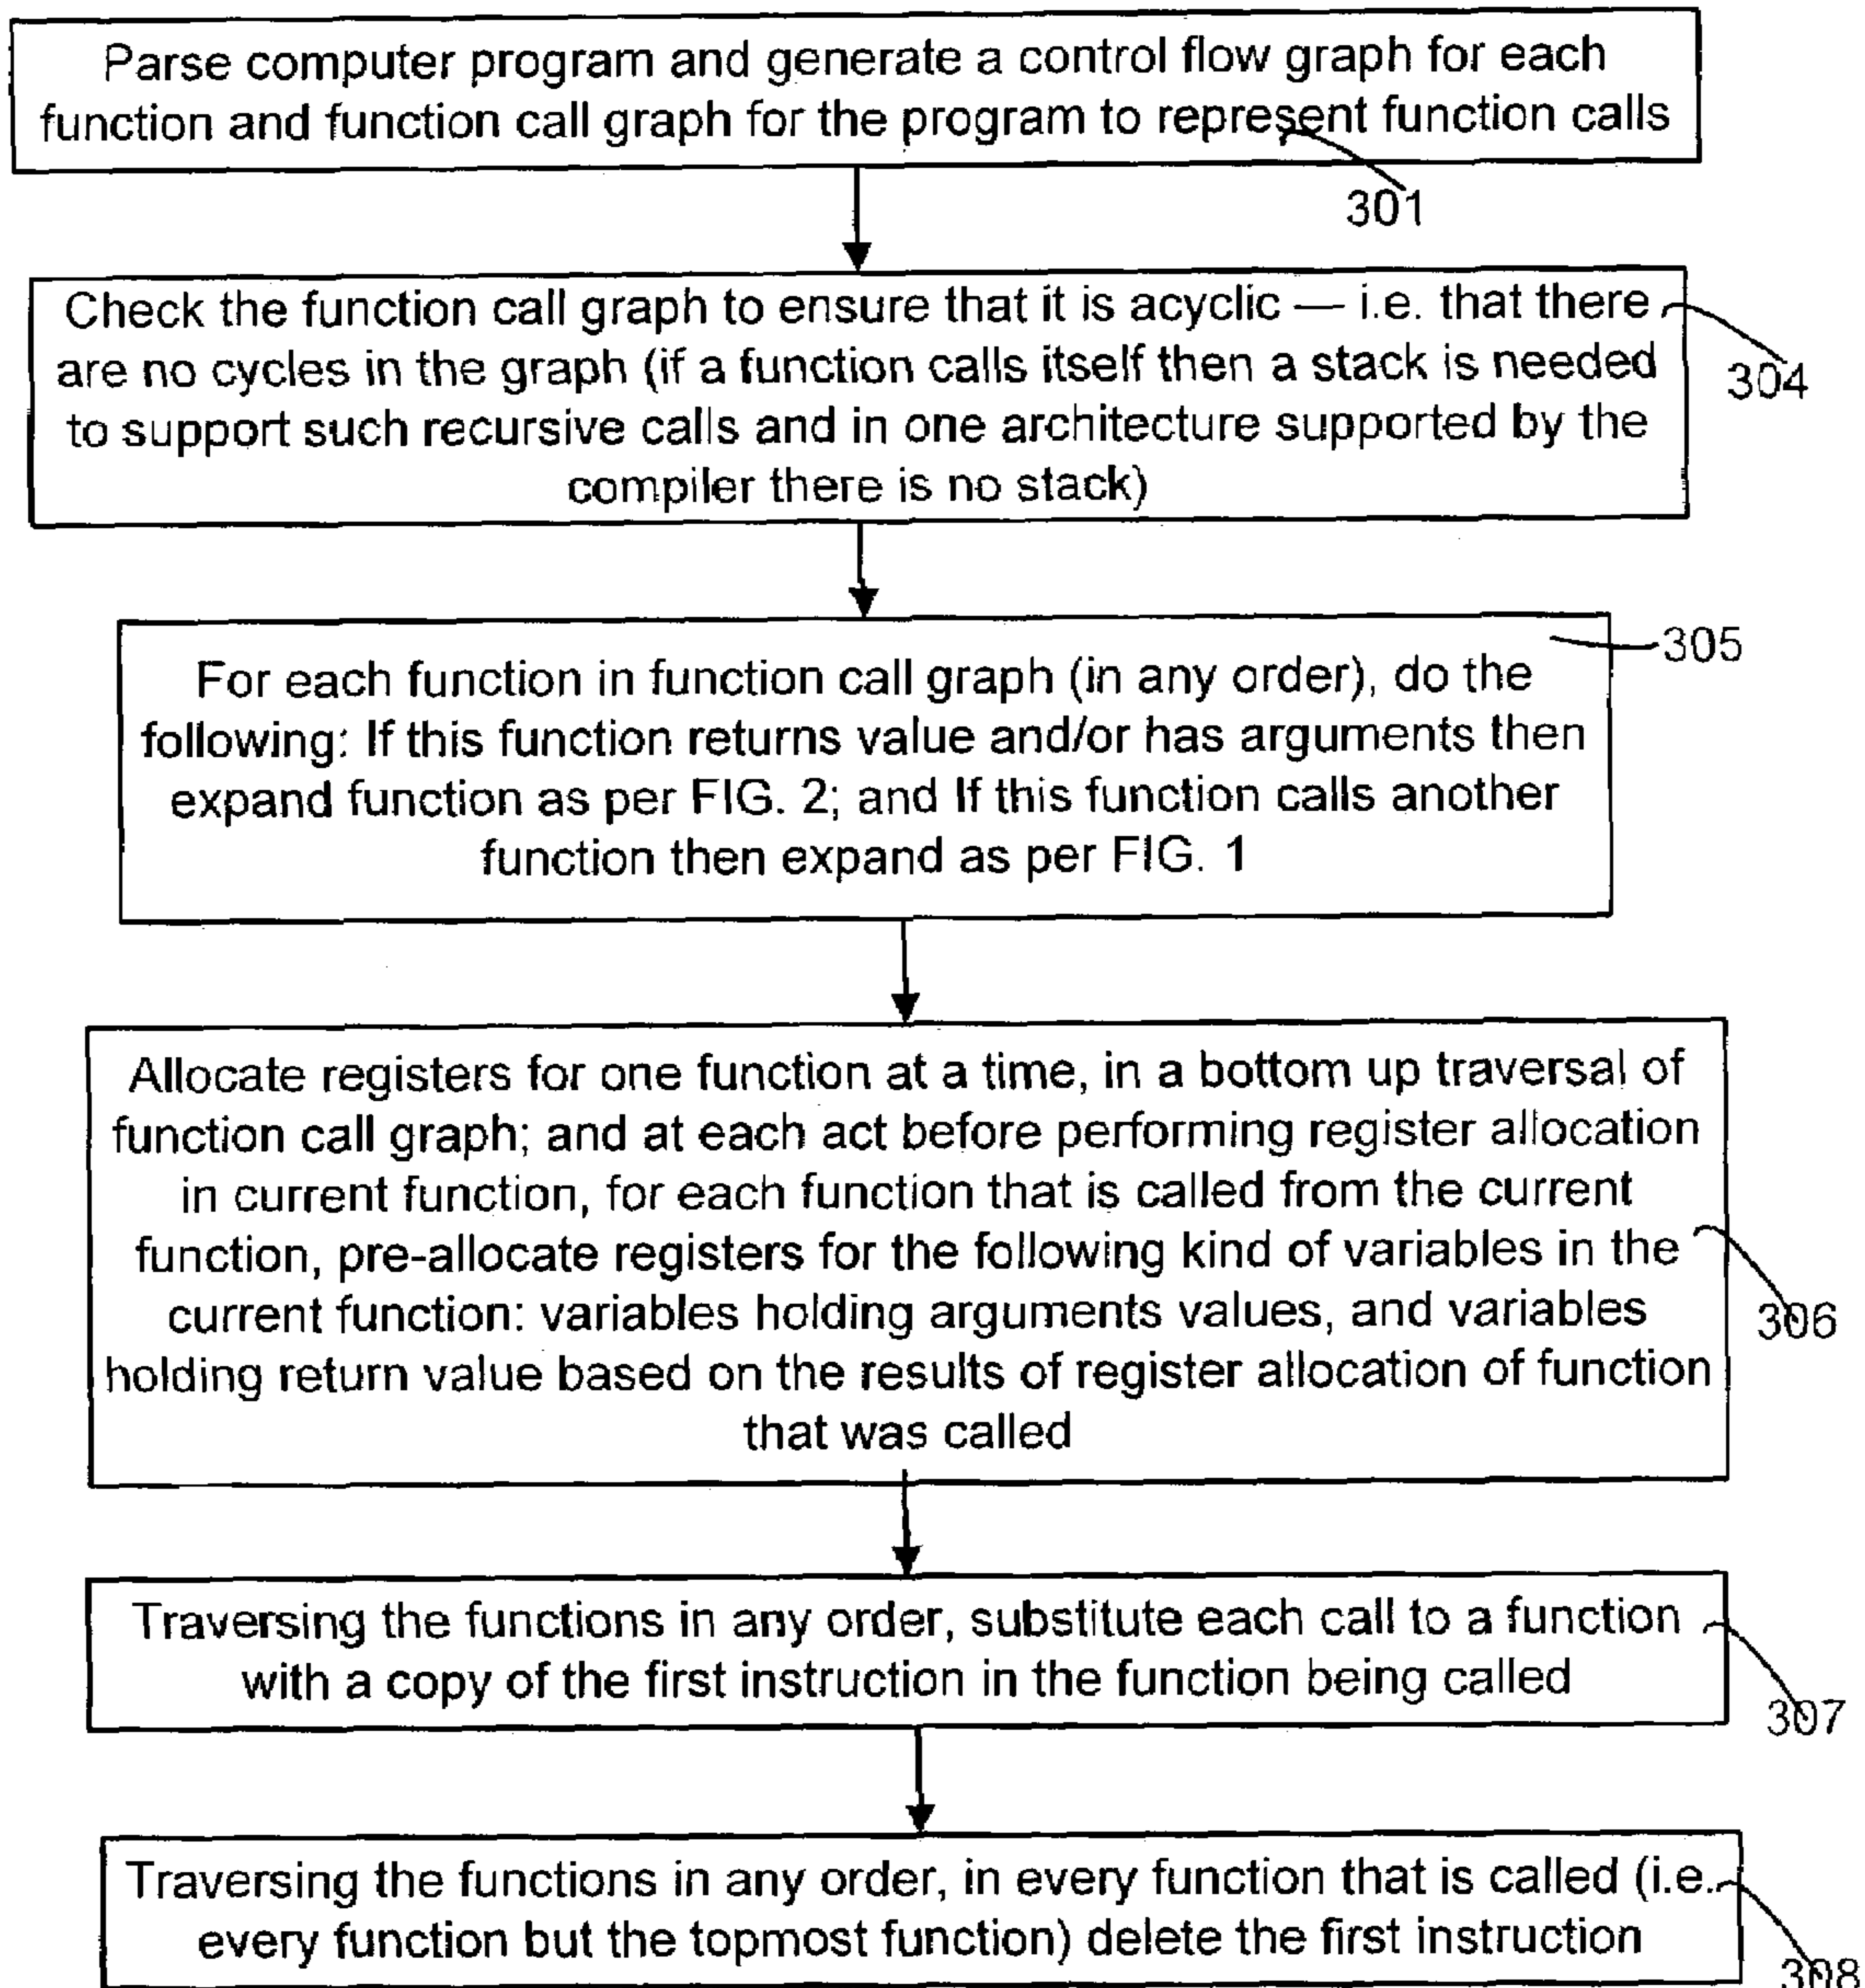 Parse computer program and generate a control flow graph for each
function and function call graph for the program to represent function calls
301
Check the function call graph to ensure that it is acyclic — i.e. that there
are no cycles in the graph (if a function calls itself then a stack is needed
to support such recursive calls and in one architecture supported by the
compiler there is no stack)
304
For each function in function call graph (in any order), do the
following: If this function returns value and/or has arguments then
expand function as per FIG. 2; and If this function calls another
function then expand as per FIG. 1
305
Allocate registers for one function at a time, in a bottom up traversal of
function call graph; and at each act before performing register allocation
in current function, for each function that is called from the current
function, pre-allocate registers for the following kind of variables in the
current function: variables holding arguments values, and variables
holding return value based on the results of register allocation of function
that was called
306
Traversing the functions in any order, substitute each call to a function
with a copy of the first instruction in the function being called
307
Traversing the functions in any order, in every function that is called (i.e.
every function but the topmost function) delete the first instruction
308